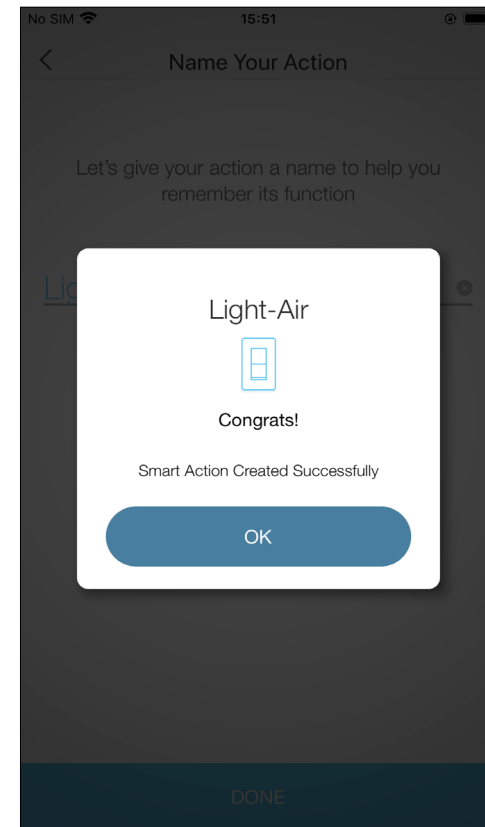 No SIM 15:51
Name Your Action
Let's give your action a name to help you
remember its function
Lig
Light-Air
Congrats!
Smart Action Created Successfully
OK
DONE